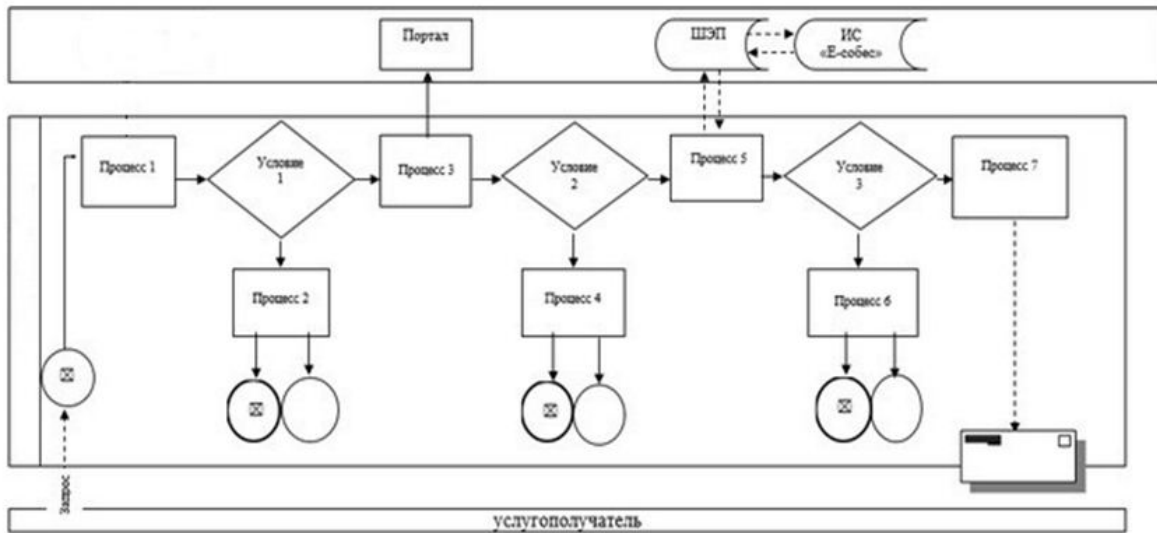 Портал
ШЭП
ИС
«Е-собес»
Процесс 1
Условие
1
Процесс 3
Условие
2
Процесс 5
Условие
3
Процесс 7
Процесс 2
Процесс 4
Процесс 6
Запрос
услугополучатель